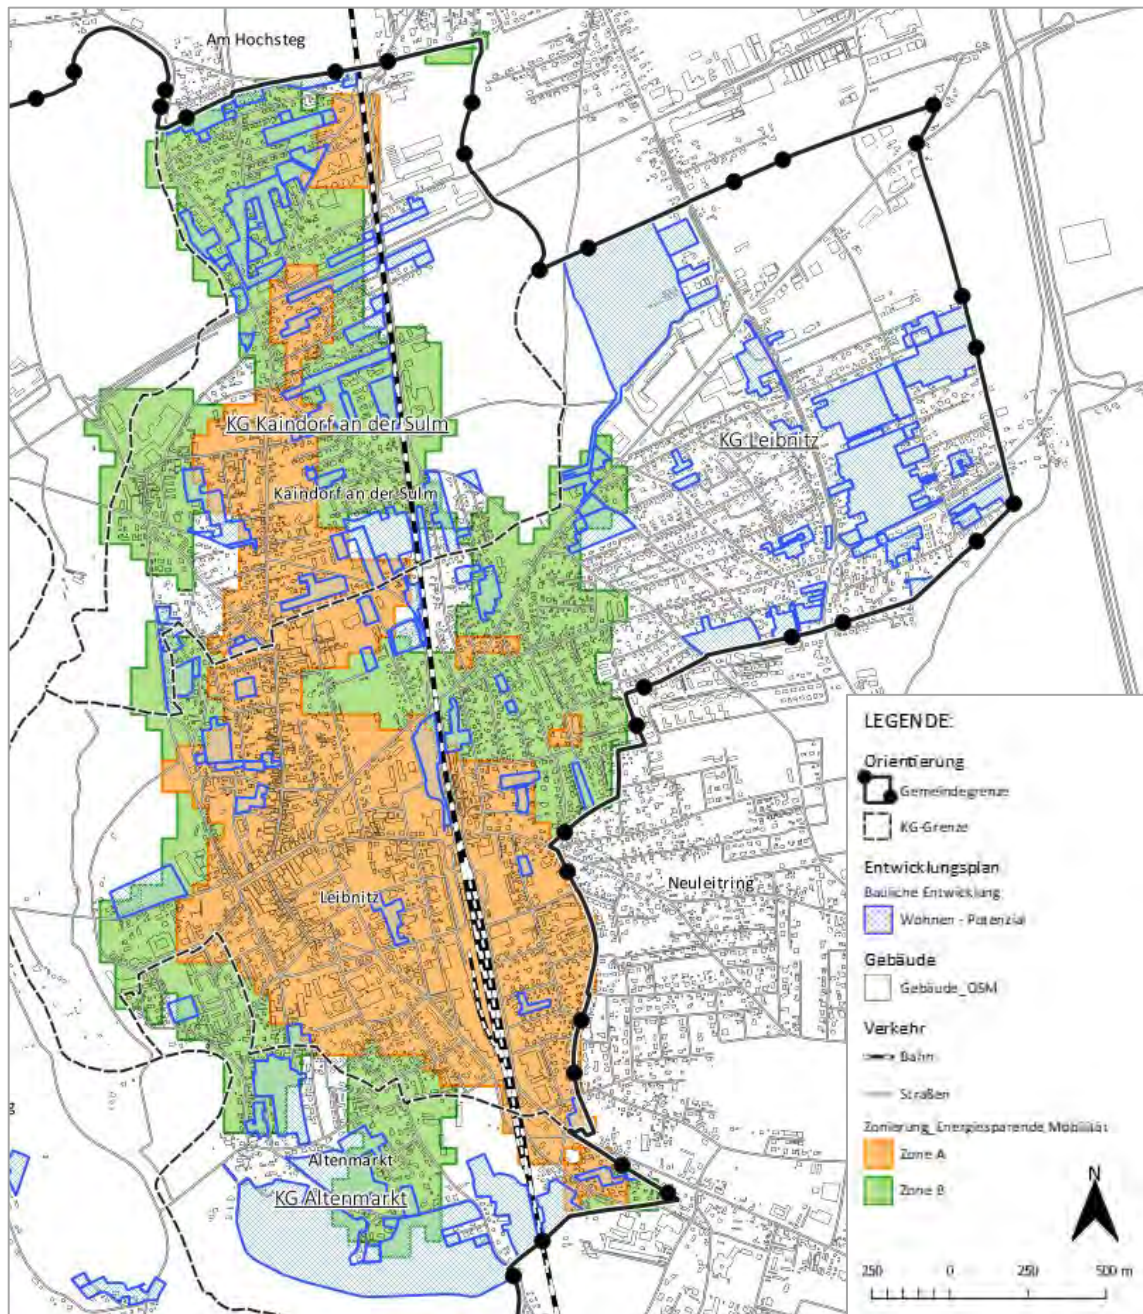 Am Hochsteg
KG Kaindorf an der Sulm
KG Leibnitz
Kaindorf an der Sulm
Neuleitring
Leibnitz
Altenmarkt
KG Altenmarkt
g
LEGENDE:
Orientierung
Gemeindegrenze
KG-Grenze
Entwicklungsplan
Bauliche Entwicklung
Wohnen - Potenzial
Gebäude
Gebäude_OSM
Verkehr
Bahn
Straßen
Zonierung_Energiesparende_Mobilität
Zone A
Zone B
N
250 0 250 500 m